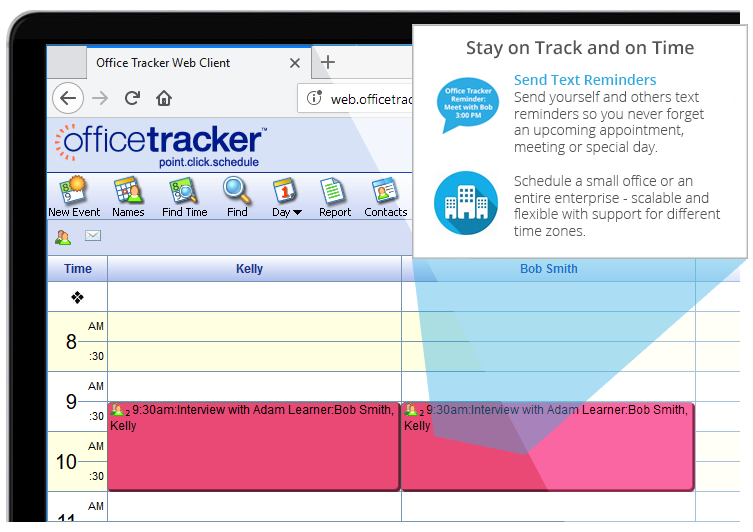 Stay on Track and on Time
Office Tracker Web Client
Send Text Reminders
Office Tracker
Reminder:
Meet with Bob
3:00 PM
Send yourself and others text
reminders so you never forget
an upcoming appointment,
meeting or special day.
Schedule a small office or an
entire enterprise - scalable and
flexible with support for different
time zones.
web.officetrac
officetracker™
point.click.schedule
New Event Names Find Time Find Day Report Contacts
Time Kelly Bob Smith
8 AM
:30
9 AM
:30 2 9:30am:Interview with Adam Learner:Bob Smith, 2 9:30am:Interview with Adam Learner:Bob Smith,
Kelly Kelly
10 AM
:30
11 AM